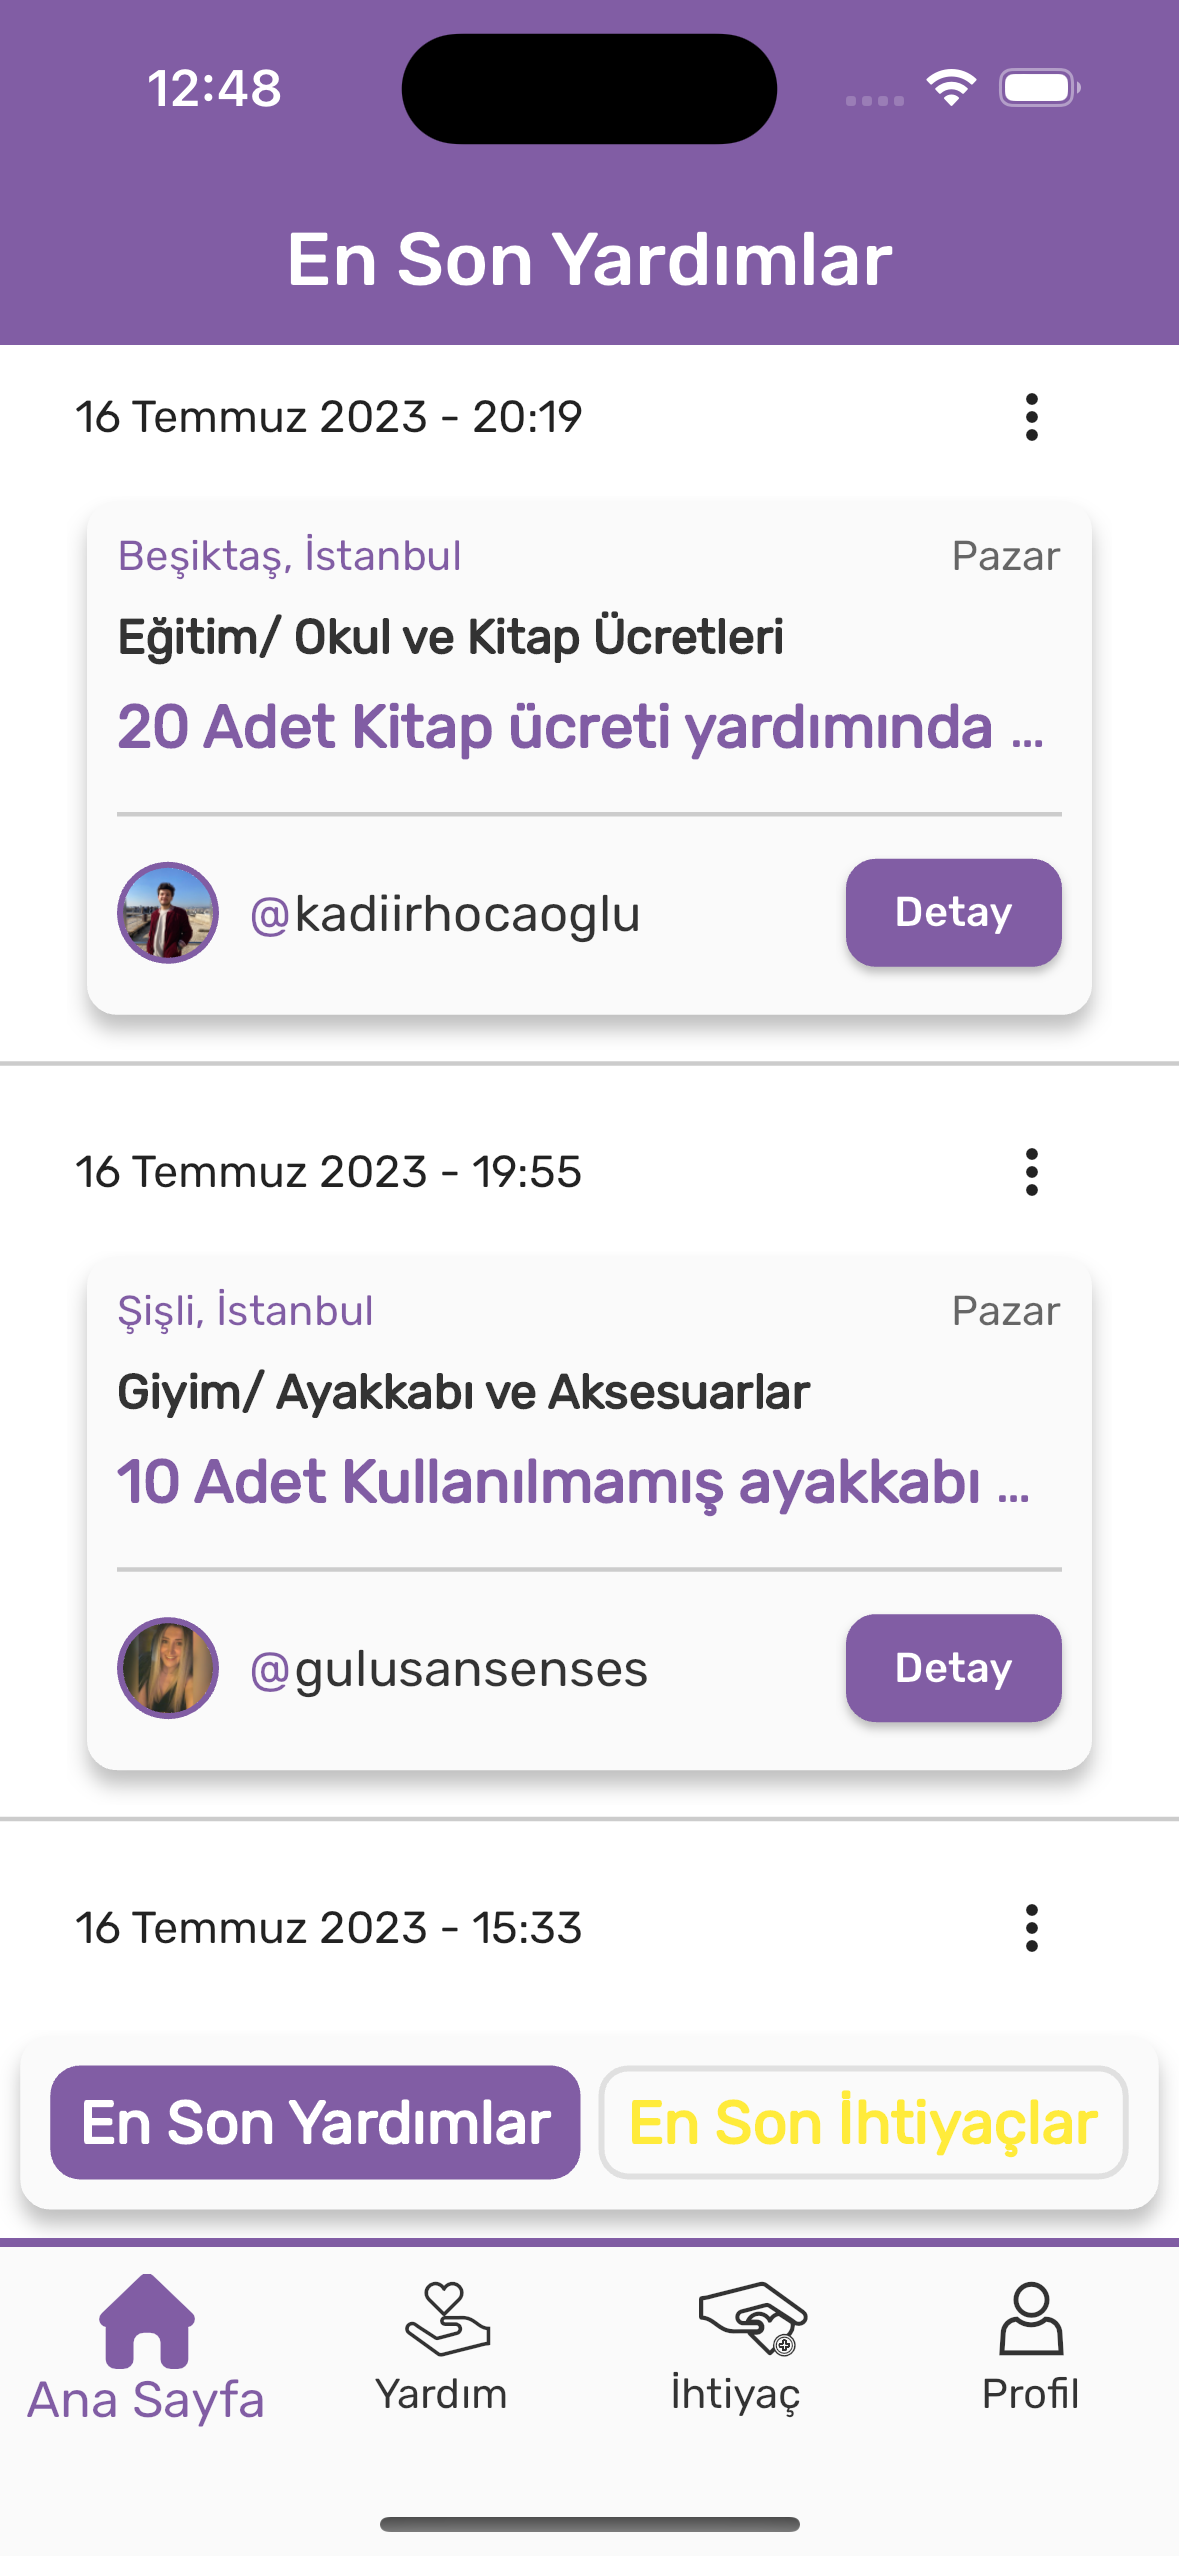 12:48
En Son Yardımlar
16 Temmuz 2023 - 20:19
Beşiktaş, İstanbul Pazar
Eğitim/ Okul ve Kitap Ücretleri
20 Adet Kitap ücreti yardımında ...
@kadiirhocaoglu Detay
16 Temmuz 2023 - 19:55
Şişli, İstanbul Pazar
Giyim/ Ayakkabı ve Aksesuarlar
10 Adet Kullanılmamış ayakkabı ...
@gulusansenses Detay
16 Temmuz 2023 - 15:33
En Son Yardımlar En Son İhtiyaçlar
Ana Sayfa Yardım İhtiyaç Profil